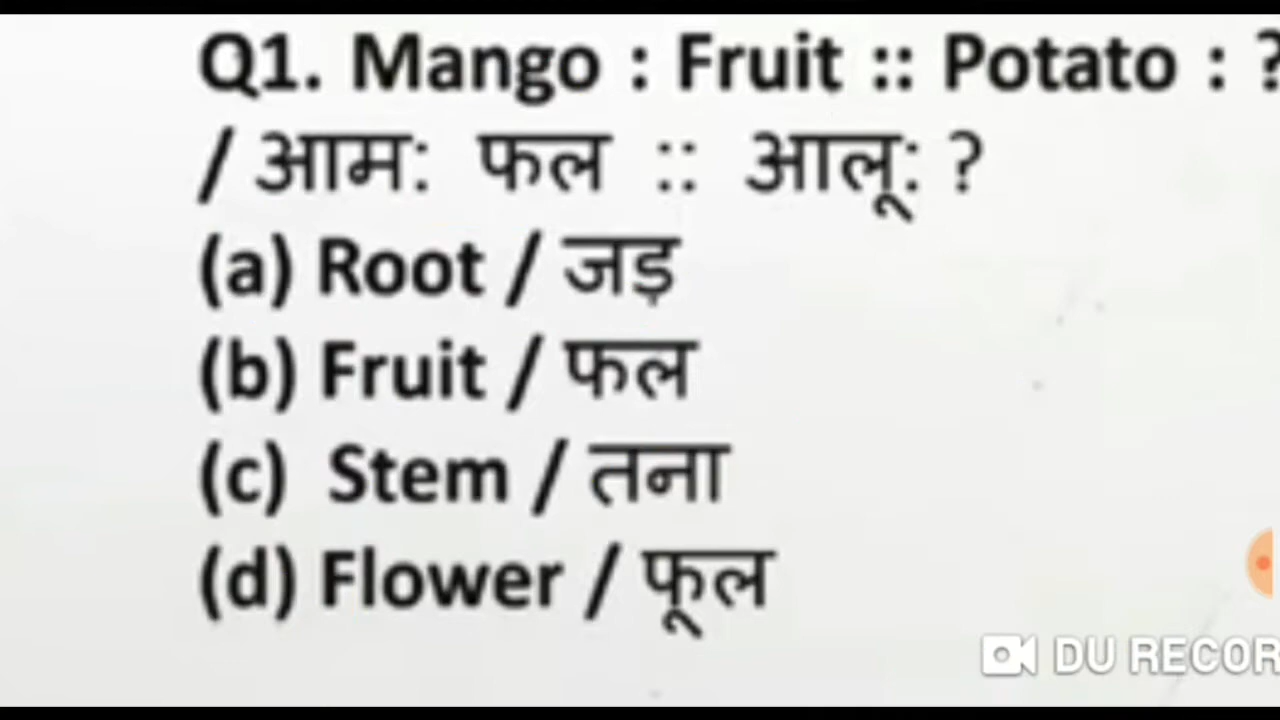 Q1. Mango : Fruit :: Potato : ?
/ आम: फल :: आलू: ?
(a) Root / जड़
(b) Fruit / फल
(c) Stem / तना
(d) Flower / फूल
DU RECOR